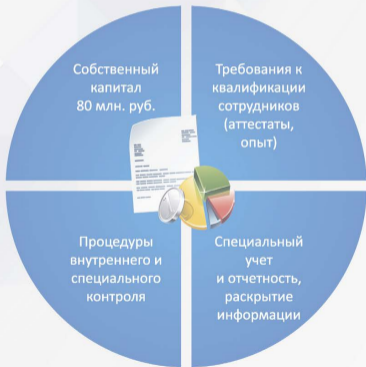 Собственный
капитал
80 млн. руб.
Требования к
квалификации
сотрудников
(аттестаты,
опыт)
Процедуры
внутреннего и
специального
контроля
Специальный
учет
и отчетность,
раскрытие
информации